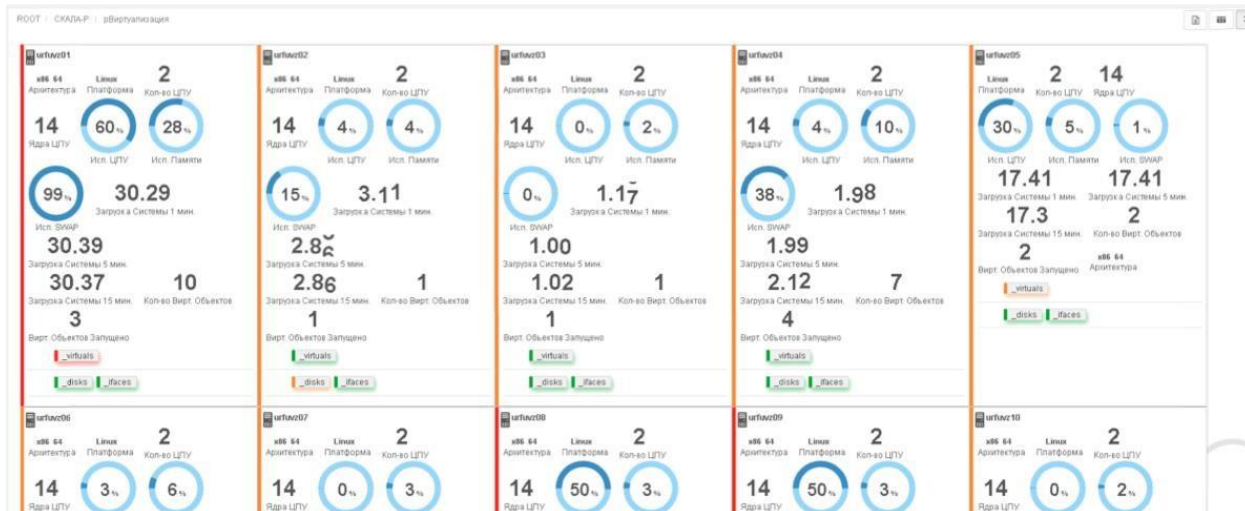 ROOT / СКАЛА-Р / рВиртуализация
urfuvz01
x86_64 Linux 2
Архитектура Платформа Кол-во ЦПУ
14 60% 28%
Ядра ЦПУ
Исп. ЦПУ Исп. Памяти
99% 30.29
Загрузка Системы 1 мин.
Исп. SWAP
30.39
Загрузка Системы 5 мин.
30.37 10
Загрузка Системы 15 мин. Кол-во Вирт. Объектов
3
Вирт. Объектов Запущено
_virtuals
_disks _ifaces
urfuvz02
x86_64 Linux 2
Архитектура Платформа Кол-во ЦПУ
14 4% 4%
Ядра ЦПУ
Исп. ЦПУ Исп. Памяти
15% 3.11
Загрузка Системы 1 мин.
Исп. SWAP
2.8
Загрузка Системы 5 мин.
2.86 1
Загрузка Системы 15 мин. Кол-во Вирт. Объектов
1
Вирт. Объектов Запущено
_virtuals
_disks _ifaces
urfuvz03
x86_64 Linux 2
Архитектура Платформа Кол-во ЦПУ
14 0% 2%
Ядра ЦПУ
Исп. ЦПУ Исп. Памяти
0% 1.17
Загрузка Системы 1 мин.
Исп. SWAP
1.00
Загрузка Системы 5 мин.
1.02 1
Загрузка Системы 15 мин. Кол-во Вирт. Объектов
1
Вирт. Объектов Запущено
_virtuals
_disks _ifaces
urfuvz04
x86_64 Linux 2
Архитектура Платформа Кол-во ЦПУ
14 4% 10%
Ядра ЦПУ
Исп. ЦПУ Исп. Памяти
38% 1.98
Загрузка Системы 1 мин.
Исп. SWAP
1.99
Загрузка Системы 5 мин.
2.12 7
Загрузка Системы 15 мин. Кол-во Вирт. Объектов
4
Вирт. Объектов Запущено
_virtuals
_disks _ifaces
urfuvz05
Linux 2 14
Платформа Кол-во ЦПУ Ядра ЦПУ
30% 5% 1%
Исп. ЦПУ Исп. Памяти Исп. SWAP
17.41 17.41
Загрузка Системы 1 мин. Загрузка Системы 5 мин.
17.3 2
Загрузка Системы 15 мин. Кол-во Вирт. Объектов
2 x86_64
Вирт. Объектов Запущено Архитектура
_virtuals
_disks _ifaces
urfuvz06
x86_64 Linux 2
Архитектура Платформа Кол-во ЦПУ
14 3% 6%
Ядра ЦПУ
urfuvz07
x86_64 Linux 2
Архитектура Платформа Кол-во ЦПУ
14 0% 3%
Ядра ЦПУ
urfuvz08
x86_64 Linux 2
Архитектура Платформа Кол-во ЦПУ
14 50% 3%
Ядра ЦПУ
urfuvz09
x86_64 Linux 2
Архитектура Платформа Кол-во ЦПУ
14 50% 3%
Ядра ЦПУ
urfuvz10
x86_64 Linux 2
Архитектура Платформа Кол-во ЦПУ
14 0% 2%
Ядра ЦПУ